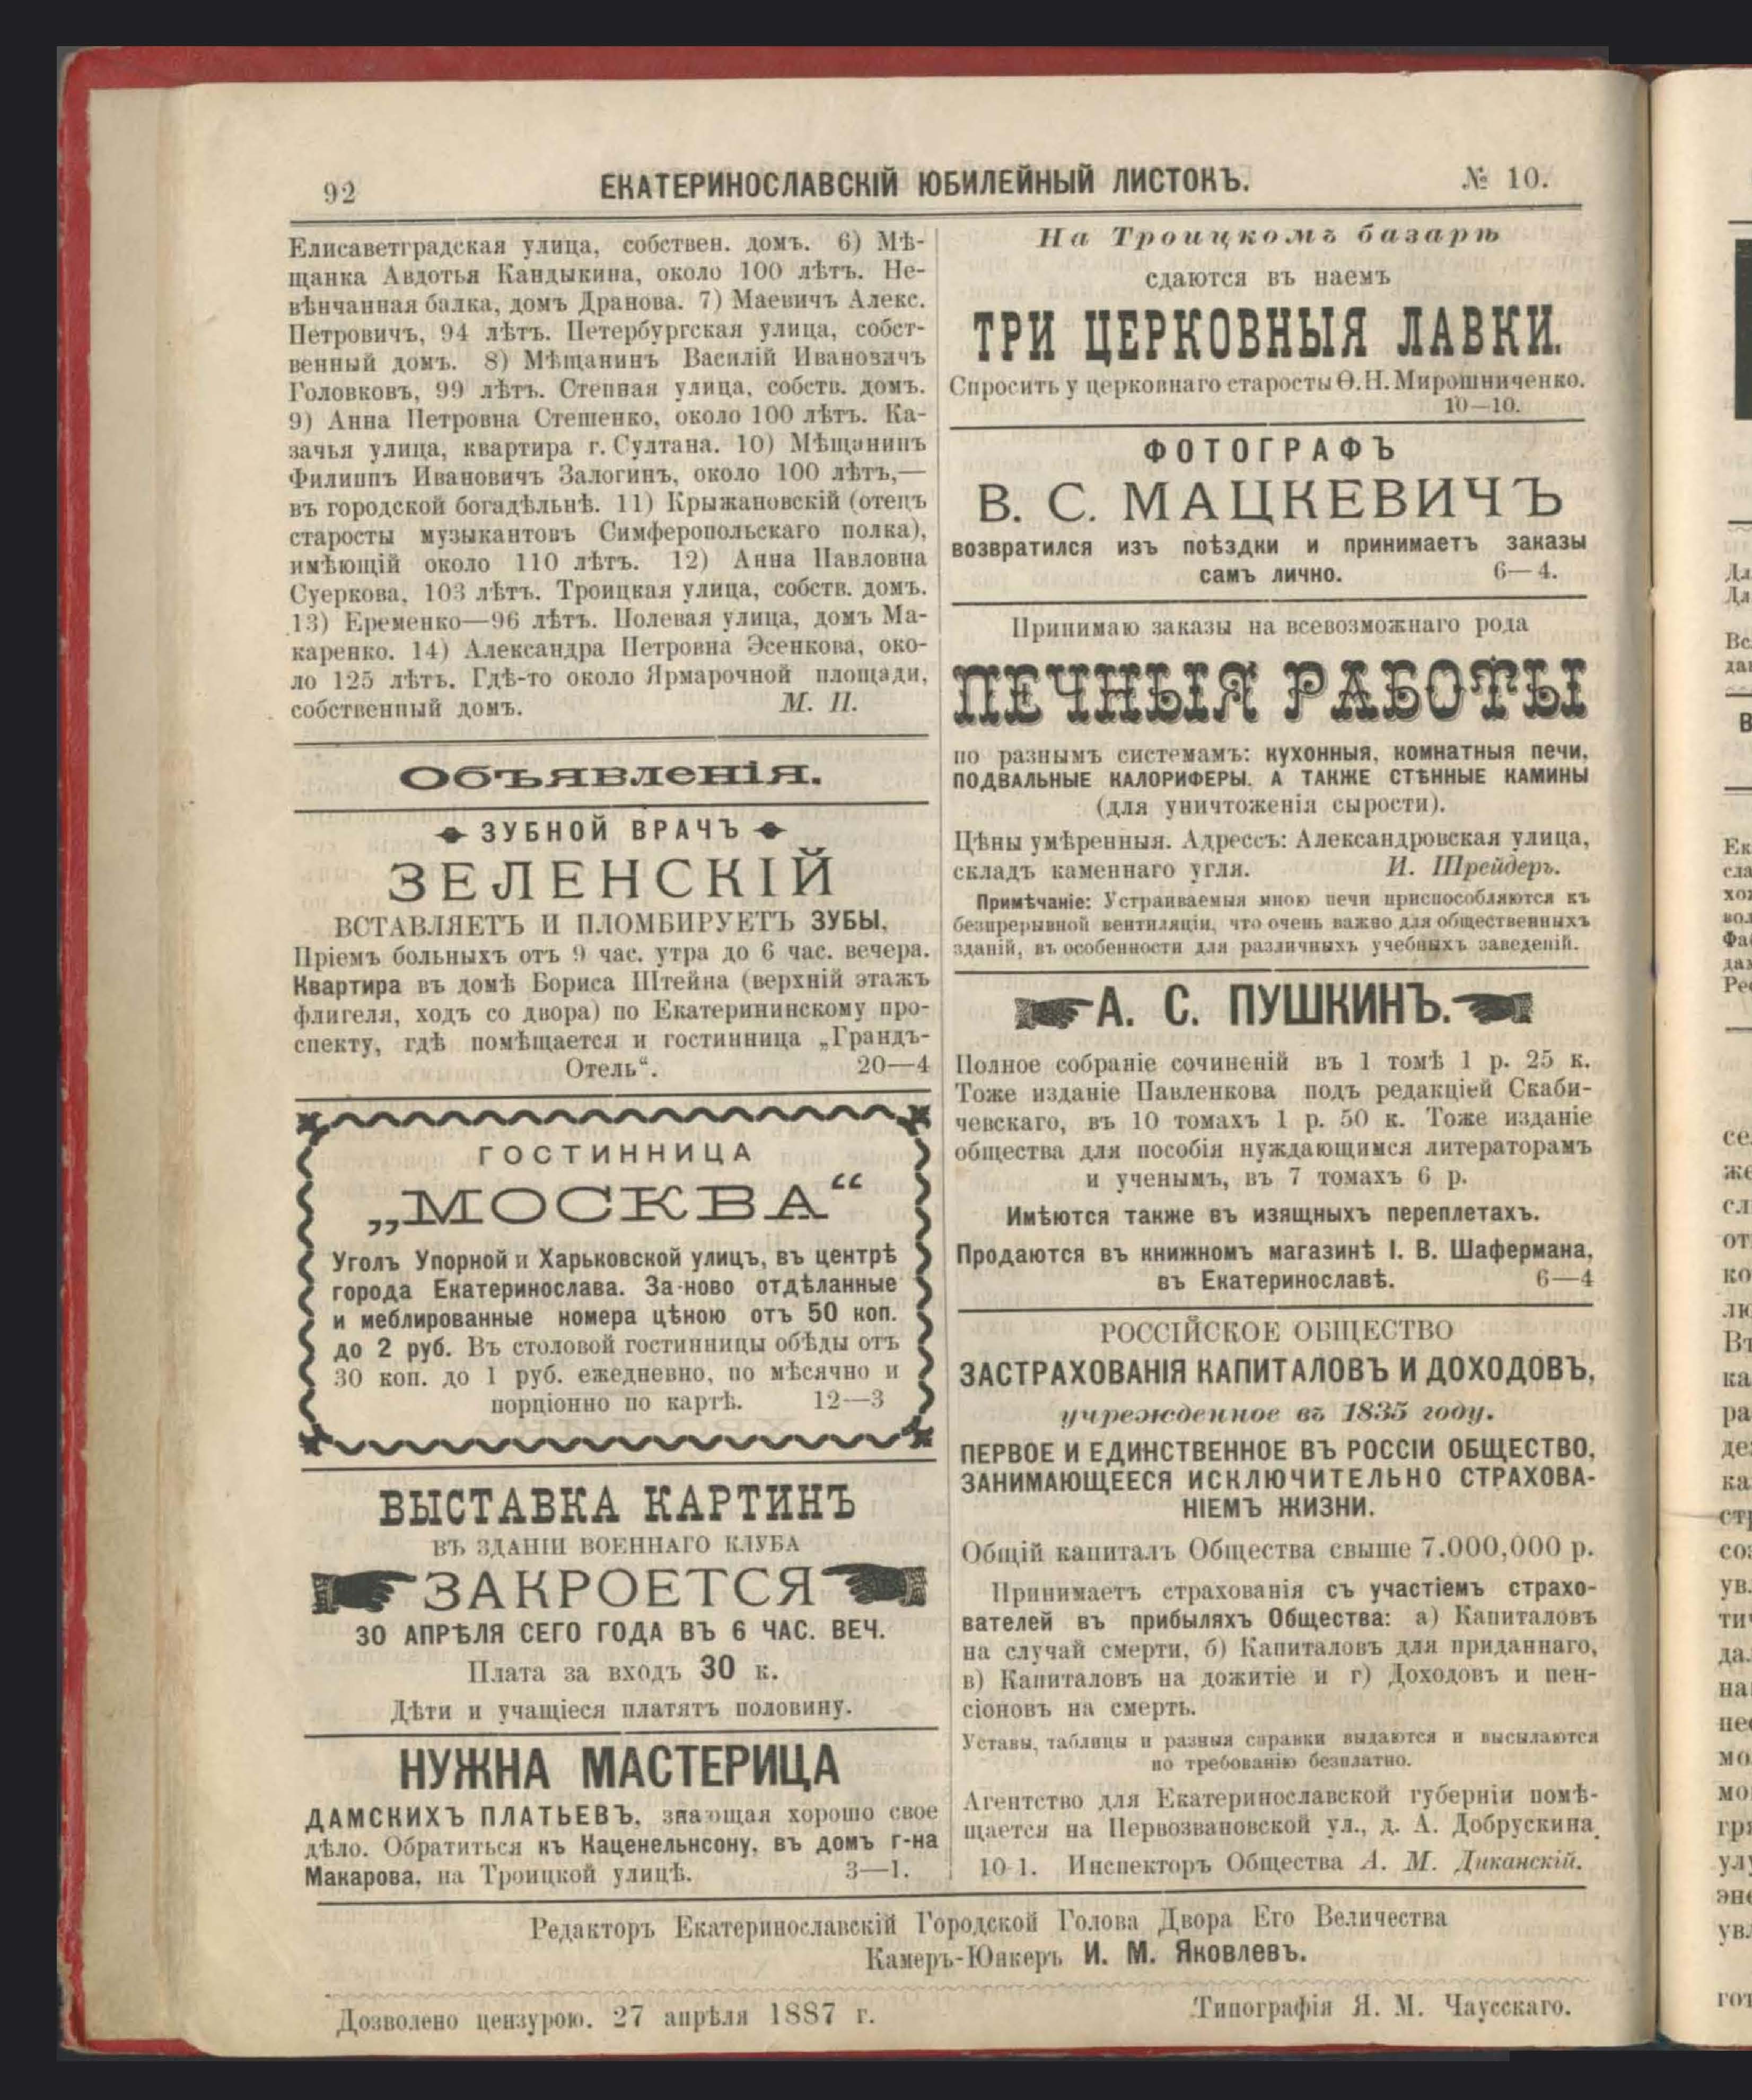 92
ЕКАТЕРИНОСЛАВСКІЙ ЮБИЛЕЙНЫЙ ЛИСТОКЪ.
№ 10.
Елисаветградская улица, собствен. домъ. 6) Мѣ-
щанка Авдотья Кандыкина, около 100 лѣтъ. Не-
вѣнчанная балка, домъ Дранова. 7) Маевичъ Алекс.
Петровичъ, 94 лѣтъ. Петербургская улица, собст-
венный домъ. 8) Мѣщанинъ Василій Ивановичъ
Головковъ, 99 лѣтъ. Степная улица, собств. домъ.
9) Анна Петровна Стешенко, около 100 лѣтъ. Ка-
зачья улица, квартира г. Султана. 10) Мѣщанинъ
Филиппъ Ивановичъ Залогинъ, около 100 лѣтъ,—
въ городской богадѣльнѣ. 11) Крыжановскій (отецъ
старосты музыкантовъ Симферопольскаго полка),
имѣющій около 110 лѣтъ. 12) Анна Павловна
Суеркова, 103 лѣтъ. Троицкая улица, собств. домъ.
13) Еременко—96 лѣтъ. Полевая улица, домъ Ма-
каренко. 14) Александра Петровна Эсенкова, око-
ло 125 лѣтъ. Гдѣ-то около Ярмарочной площади,
собственный домъ. М. П.
Объявленія.
ЗУБНОЙ ВРАЧЪ
ЗЕЛЕНСКІЙ
ВСТАВЛЯЕТЪ И ПЛОМБИРУЕТЪ ЗУБЫ.
Пріемъ больныхъ отъ 9 час. утра до 6 час. вечера.
Квартира въ домѣ Бориса Штейна (верхній этажъ
флигеля, ходъ со двора) по Екатерининскому про-
спекту, гдѣ помѣщается и гостинница „Грандъ-
Отель“. 20—4
ГОСТИННИЦА
„МОСКВА“
Уголъ Упорной и Харьковской улицъ, въ центрѣ
города Екатеринослава. За-ново отдѣланные
и меблированные номера цѣною отъ 50 коп.
до 2 руб. Въ столовой гостинницы обѣды отъ
30 коп. до 1 руб. ежедневно, по мѣсячно и
порціонно по картѣ. 12—3
ВЫСТАВКА КАРТИНЪ
ВЪ ЗДАНІИ ВОЕННАГО КЛУБА
ЗАКРОЕТСЯ
30 АПРѢЛЯ СЕГО ГОДА ВЪ 6 ЧАС. ВЕЧ.
Плата за входъ 30 к.
Дѣти и учащіеся платятъ половину.
НУЖНА МАСТЕРИЦА
ДАМСКИХЪ ПЛАТЬЕВЪ, знающая хорошо свое
дѣло. Обратиться къ Каценельнсону, въ домъ г-на
Макарова, на Троицкой улицѣ. 3—1.
На Троицкомъ базарѣ
сдаются въ наемъ
ТРИ ЦЕРКОВНЫЯ ЛАВКИ.
Спросить у церковнаго старосты Ѳ. Н. Мирошниченко.
10—10.
ФОТОГРАФЪ
В. С. МАЦКЕВИЧЪ
возвратился изъ поѣздки и принимаетъ заказы
самъ лично. 6—4.
Принимаю заказы на всевозможнаго рода
ПЕЧНЫЯ РАБОТЫ
по разнымъ системамъ: кухонныя, комнатныя печи,
ПОДВАЛЬНЫЕ КАЛОРИФЕРЫ, А ТАКЖЕ СТѢННЫЕ КАМИНЫ
(для уничтоженія сырости).
Цѣны умѣренныя. Адрессъ: Александровская улица,
складъ каменнаго угля. И. Шрейдеръ.
Примѣчаніе: Устраиваемыя мною печи приспособляются къ
безпрерывной вентиляціи, что очень важно для общественныхъ
зданій, въ особенности для различныхъ учебныхъ заведеній.
А. С. ПУШКИНЪ.
Полное собраніе сочиненій въ 1 томѣ 1 р. 25 к.
Тоже изданіе Павленкова подъ редакціей Скаби-
чевскаго, въ 10 томахъ 1 р. 50 к. Тоже изданіе
общества для пособія нуждающимся литераторамъ
и ученымъ, въ 7 томахъ 6 р.
Имѣются также въ изящныхъ переплетахъ.
Продаются въ книжномъ магазинѣ І. В. Шафермана,
въ Екатеринославѣ. 6—4
РОССІЙСКОЕ ОБЩЕСТВО
ЗАСТРАХОВАНІЯ КАПИТАЛОВЪ И ДОХОДОВЪ,
учрежденное въ 1835 году.
ПЕРВОЕ И ЕДИНСТВЕННОЕ ВЪ РОССІИ ОБЩЕСТВО,
ЗАНИМАЮЩЕЕСЯ ИСКЛЮЧИТЕЛЬНО СТРАХОВА-
НІЕМЪ ЖИЗНИ.
Общій капиталъ Общества свыше 7.000,000 р.
Принимаетъ страхованія съ участіемъ страхо-
вателей въ прибыляхъ Общества: а) Капиталовъ
на случай смерти, б) Капиталовъ для приданнаго,
в) Капиталовъ на дожитіе и г) Доходовъ и пен-
сіоновъ на смерть.
Уставы, таблицы и разныя справки выдаются и высылаются
по требованію безплатно.
Агентство для Екатеринославской губерніи помѣ-
щается на Первозвановской ул., д. А. Добрускина.
10-1. Инспекторъ Общества А. М. Диканскій.
Редакторъ Екатеринославскій Городской Голова Двора Его Величества
Камеръ-Юнкеръ И. М. Яковлевъ.
Дозволено цензурою. 27 апрѣля 1887 г.
Типографія Я. М. Чаусскаго.